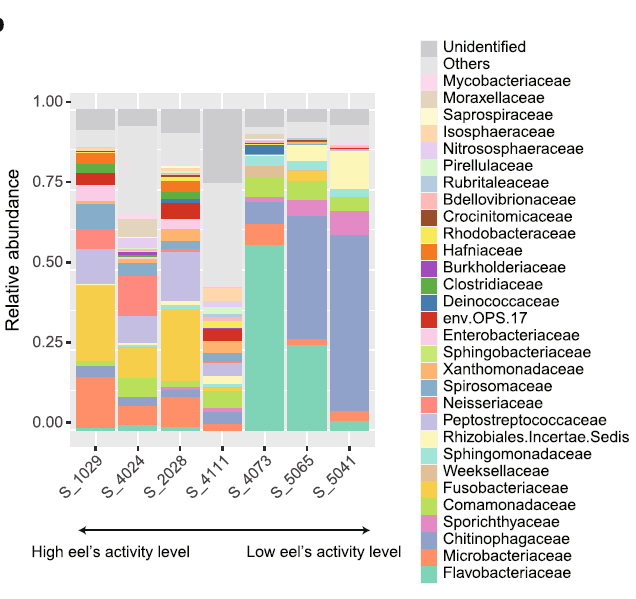 Relative abundance
1.00
0.75
0.50
0.25
0.00
S_1029
S_4024
S_2028
S_4111
S_4073
S_5065
S_5041
High eel's activity level
Low eel's activity level
Unidentified
Others
Mycobacteriaceae
Moraxellaceae
Saprospiraceae
Isosphaeraceae
Nitrososphaeraceae
Pirellulaceae
Rubritaleaceae
Bdellovibrionaceae
Crocinitomicaceae
Rhodobacteraceae
Hafniaceae
Burkholderiaceae
Clostridiaceae
Deinococcaceae
env.OPS.17
Enterobacteriaceae
Sphingobacteriaceae
Xanthomonadaceae
Spirosomaceae
Neisseriaceae
Peptostreptococcaceae
Rhizobiales.Incertae.Sedis
Sphingomonadaceae
Weeksellaceae
Fusobacteriaceae
Comamonadaceae
Sporichthyaceae
Chitinophagaceae
Microbacteriaceae
Flavobacteriaceae